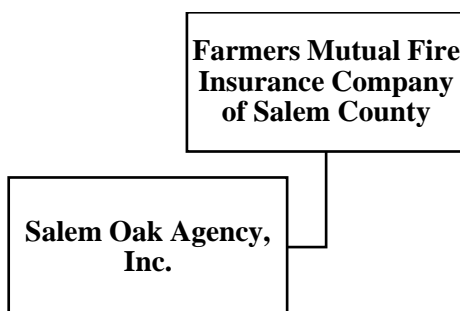 Farmers Mutual Fire
Insurance Company
of Salem County
Salem Oak Agency,
Inc.